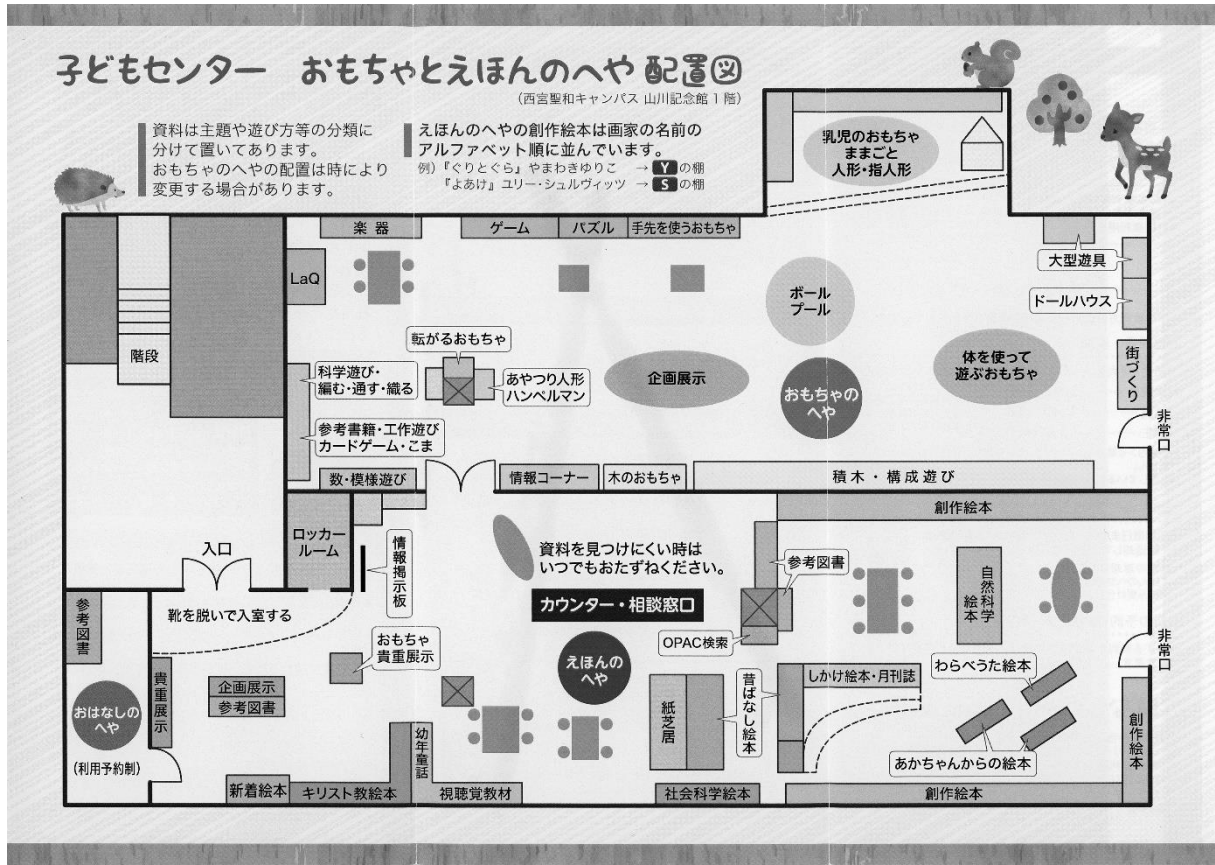 子どもセンター おもちゃとえほんのへや 配置図
(西宮聖和キャンパス 山川記念館1階)
資料は主題や遊び方等の分類に
分けて置いてあります。
おもちゃのへやの配置は時により
変更する場合があります。
えほんのへやの創作絵本は画家の名前の
アルファベット順に並んでいます。
例)『ぐりとぐら』やまわきゆりこ → Y の棚
『よあけ』ユリー・シュルヴィッツ → S の棚
乳児のおもちゃ
ままごと
人形・指人形
楽器
ゲーム
パズル
手先を使うおもちゃ
大型遊具
LaQ
ドールハウス
ボール
プール
転がるおもちゃ
階段
科学遊び・
編む・通す・織る
あやつり人形
ハンペルマン
企画展示
体を使って
遊ぶおもちゃ
街づくり
おもちゃの
へや
非常口
参考書籍・工作遊び
カードゲーム・こま
数・模様遊び
情報コーナー
木のおもちゃ
積木・構成遊び
創作絵本
ロッカー
ルーム
情報掲示板
資料を見つけにくい時は
いつでもおたずねください。
参考図書
自然科学
絵本
入口
カウンター・相談窓口
参考図書
靴を脱いで入室する
おもちゃ
貴重展示
OPAC検索
非常口
えほんの
へや
わらべうた絵本
しかけ絵本・月刊誌
貴重展示
企画展示
参考図書
おはなしの
へや
紙芝居
昔ばなし絵本
創作絵本
幼年童話
あかちゃんからの絵本
(利用予約制)
新着絵本
キリスト教絵本
視聴覚教材
社会科学絵本
創作絵本